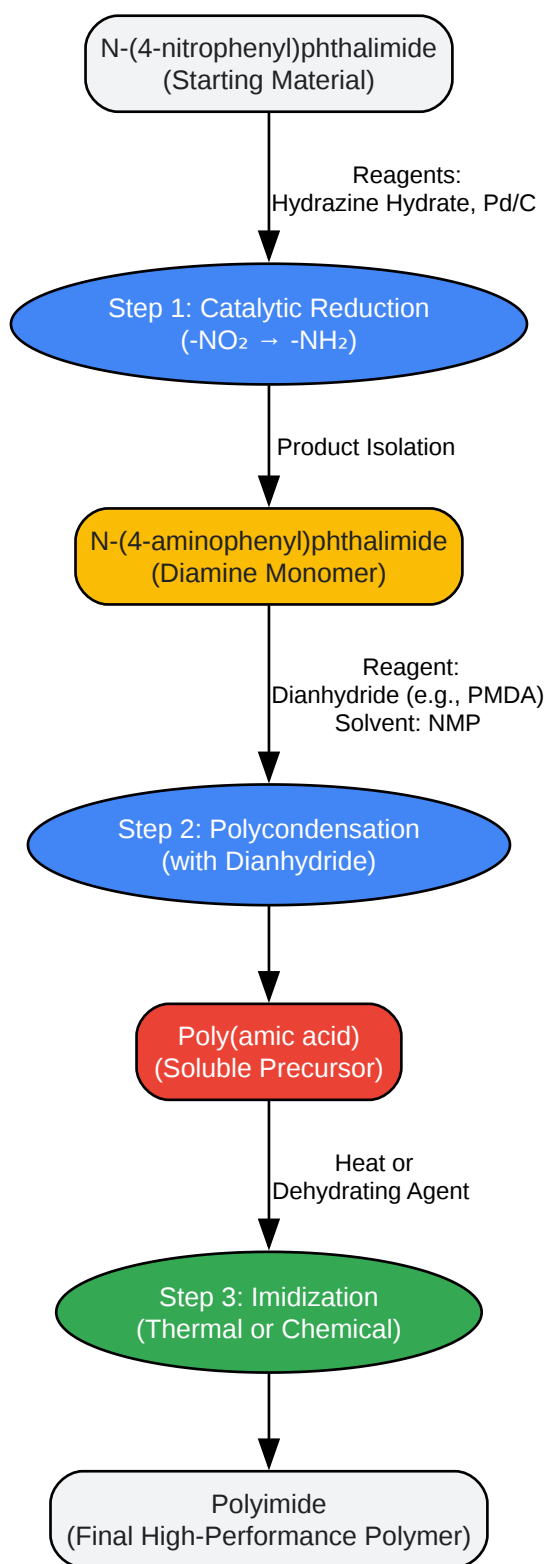 N-(4-nitrophenyl)phthalimide
(Starting Material)
Reagents:
Hydrazine Hydrate, Pd/C
Step 1: Catalytic Reduction
(-NO₂ → -NH₂)
Product Isolation
N-(4-aminophenyl)phthalimide
(Diamine Monomer)
Reagent:
Dianhydride (e.g., PMDA)
Solvent: NMP
Step 2: Polycondensation
(with Dianhydride)
Poly(amic acid)
(Soluble Precursor)
Heat or
Dehydrating Agent
Step 3: Imidization
(Thermal or Chemical)
Polyimide
(Final High-Performance Polymer)